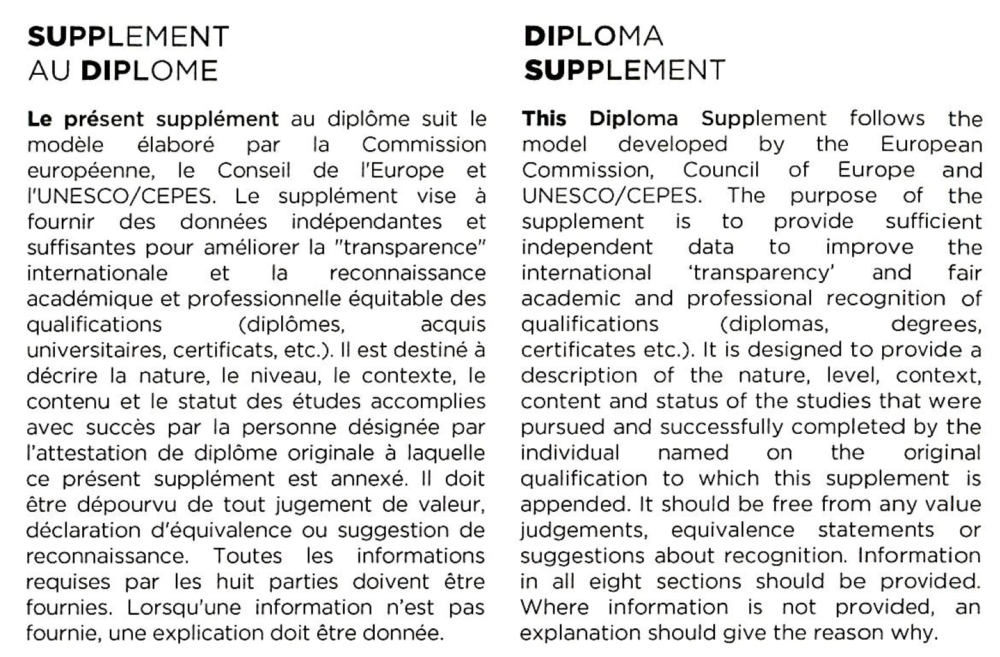 SUPPLEMENT
AU DIPLOME
Le présent supplément au diplôme suit le
modèle élaboré par la Commission
européenne, le Conseil de l'Europe et
l'UNESCO/CEPES. Le supplément vise à
fournir des données indépendantes et
suffisantes pour améliorer la "transparence"
internationale et la reconnaissance
académique et professionnelle équitable des
qualifications (diplômes, acquis
universitaires, certificats, etc.). Il est destiné à
décrire la nature, le niveau, le contexte, le
contenu et le statut des études accomplies
avec succès par la personne désignée par
l'attestation de diplôme originale à laquelle
ce présent supplément est annexé. Il doit
être dépourvu de tout jugement de valeur,
déclaration d'équivalence ou suggestion de
reconnaissance. Toutes les informations
requises par les huit parties doivent être
fournies. Lorsqu'une information n'est pas
fournie, une explication doit être donnée.
DIPLOMA
SUPPLEMENT
This Diploma Supplement follows the
model developed by the European
Commission, Council of Europe and
UNESCO/CEPES. The purpose of the
supplement is to provide sufficient
independent data to improve the
international ‘transparency’ and fair
academic and professional recognition of
qualifications (diplomas, degrees,
certificates etc.). It is designed to provide a
description of the nature, level, context,
content and status of the studies that were
pursued and successfully completed by the
individual named on the original
qualification to which this supplement is
appended. It should be free from any value
judgements, equivalence statements or
suggestions about recognition. Information
in all eight sections should be provided.
Where information is not provided, an
explanation should give the reason why.